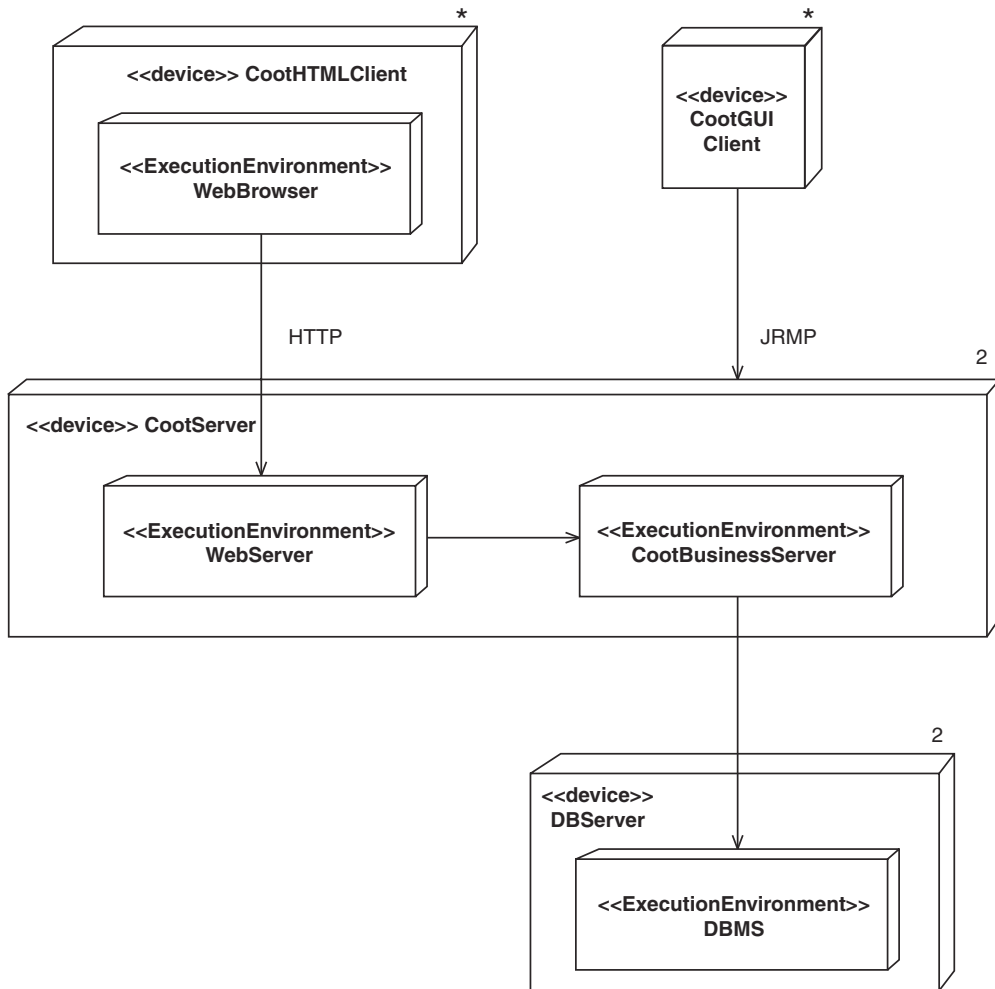 *
*
<<device>> CootHTMLClient
<<ExecutionEnvironment>>
WebBrowser
<<device>>
CootGUI
Client
HTTP
JRMP
2
<<device>> CootServer
<<ExecutionEnvironment>>
WebServer
<<ExecutionEnvironment>>
CootBusinessServer
2
<<device>>
DBServer
<<ExecutionEnvironment>>
DBMS